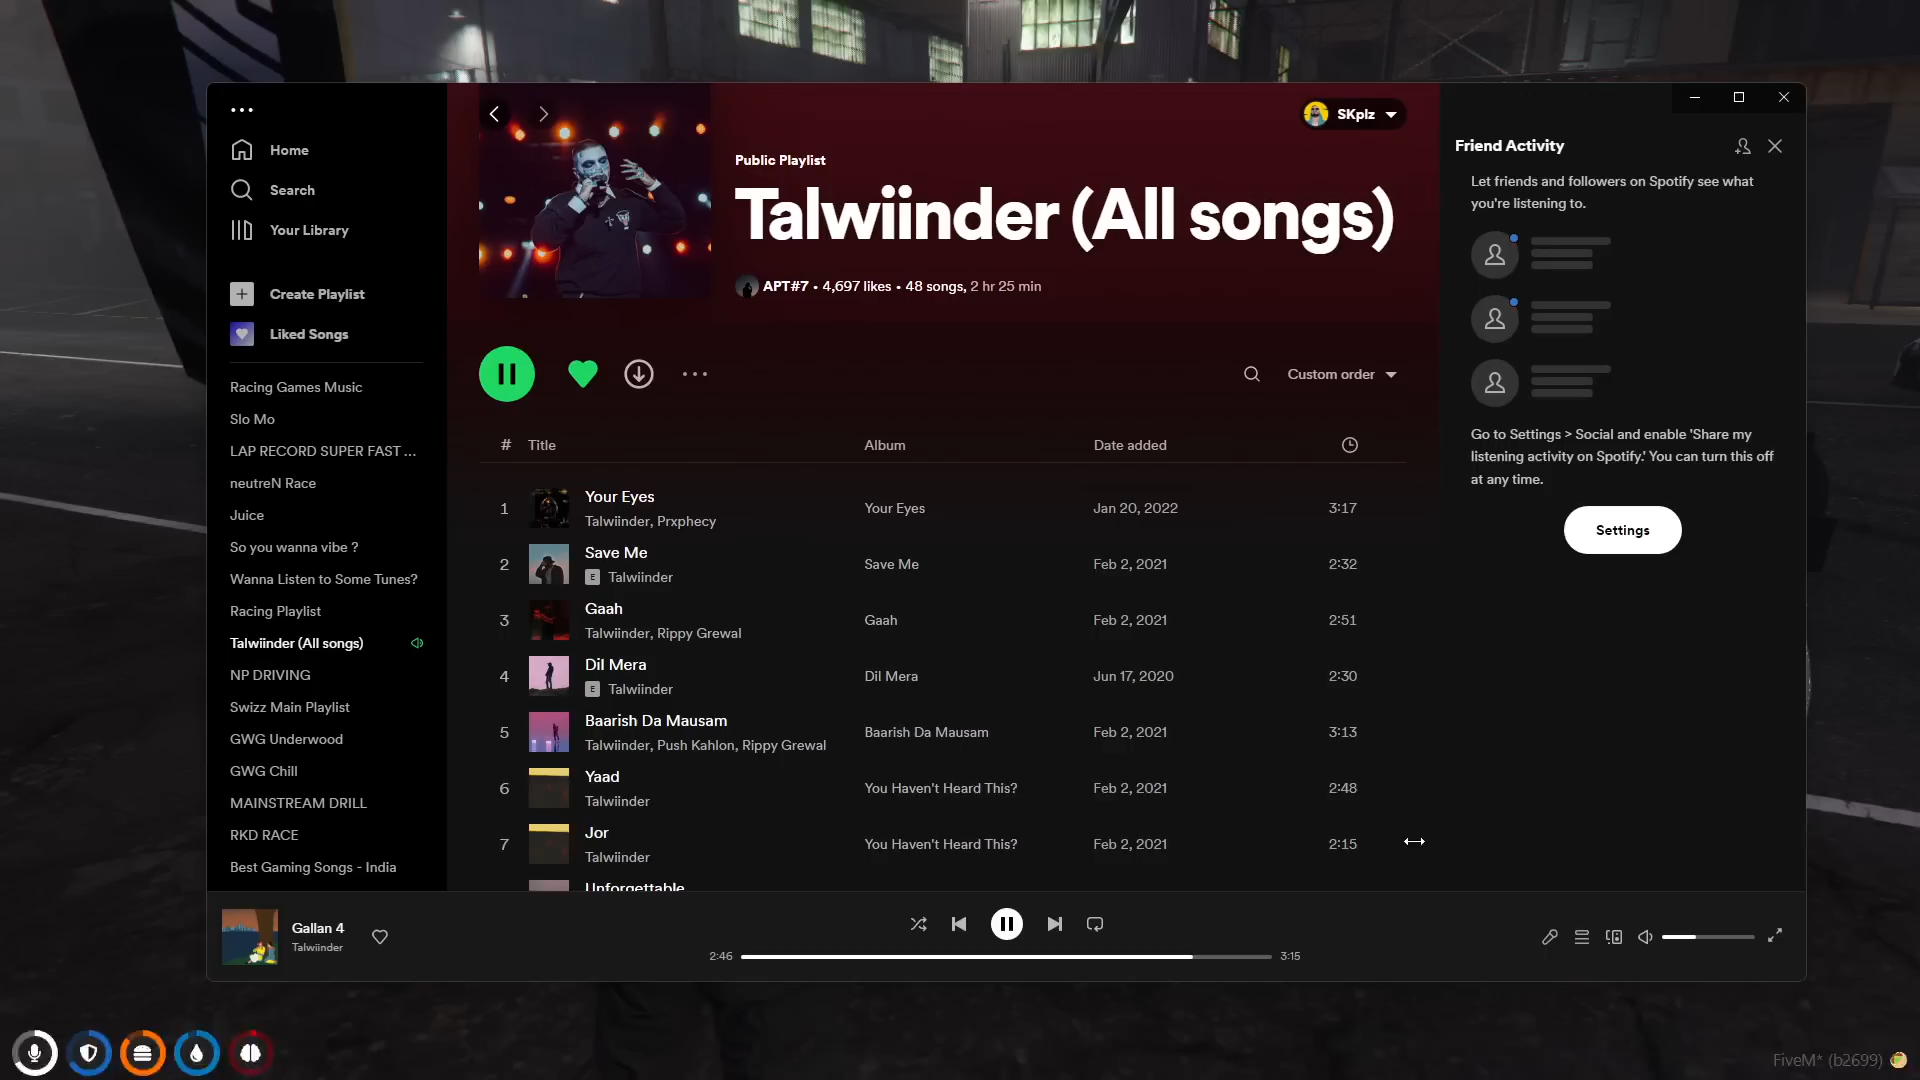 Home
Search
Your Library
Create Playlist
Liked Songs
Racing Games Music
Slo Mo
LAP RECORD SUPER FAST ...
neutreN Race
Juice
So you wanna vibe ?
Wanna Listen to Some Tunes?
Racing Playlist
Talwiinder (All songs)
NP DRIVING
Swizz Main Playlist
GWG Underwood
GWG Chill
MAINSTREAM DRILL
RKD RACE
Best Gaming Songs - India
SKplz
Public Playlist
Talwiinder (All songs)
APT#7 • 4,697 likes • 48 songs, 2 hr 25 min
Custom order
# Title Album Date added
1 Your Eyes Your Eyes Jan 20, 2022 3:17
Talwiinder, Prxphecy
2 Save Me Save Me Feb 2, 2021 2:32
E Talwiinder
3 Gaah Gaah Feb 2, 2021 2:51
Talwiinder, Rippy Grewal
4 Dil Mera Dil Mera Jun 17, 2020 2:30
E Talwiinder
5 Baarish Da Mausam Baarish Da Mausam Feb 2, 2021 3:13
Talwiinder, Push Kahlon, Rippy Grewal
6 Yaad You Haven't Heard This? Feb 2, 2021 2:48
Talwiinder
7 Jor You Haven't Heard This? Feb 2, 2021 2:15
Talwiinder
Unforgettable
Friend Activity
Let friends and followers on Spotify see what
you're listening to.
Go to Settings > Social and enable 'Share my
listening activity on Spotify.' You can turn this off
at any time.
Settings
Gallan 4
Talwiinder
2:46 3:15
FiveM* (b2699)